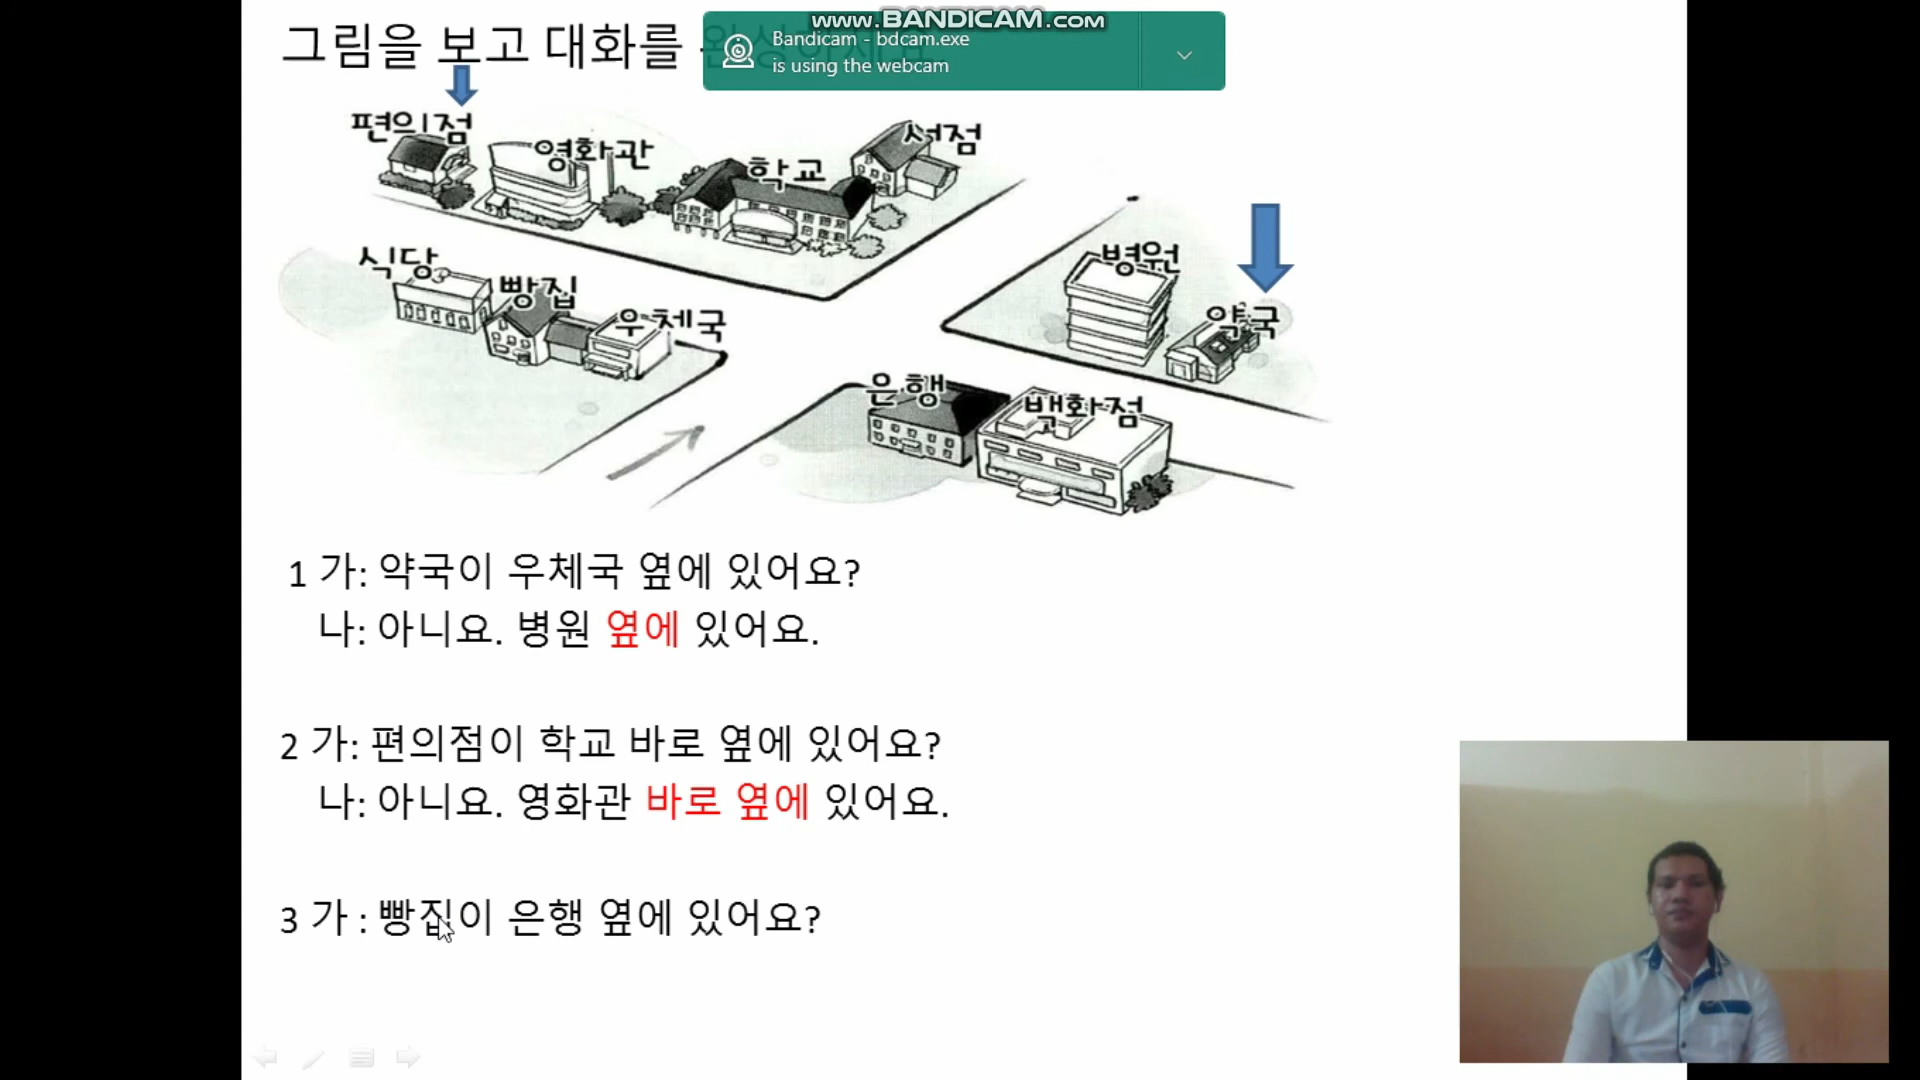 www.BANDICAM.com
그림을 보고 대화를
Bandicam - bdcam.exe
is using the webcam
편의점
영화관
학교
서점
식당
빵집
우체국
병원
약국
은행
백화점
1 가: 약국이 우체국 옆에 있어요?
나: 아니요. 병원 옆에 있어요.
2 가: 편의점이 학교 바로 옆에 있어요?
나: 아니요. 영화관 바로 옆에 있어요.
3 가 : 빵집이 은행 옆에 있어요?